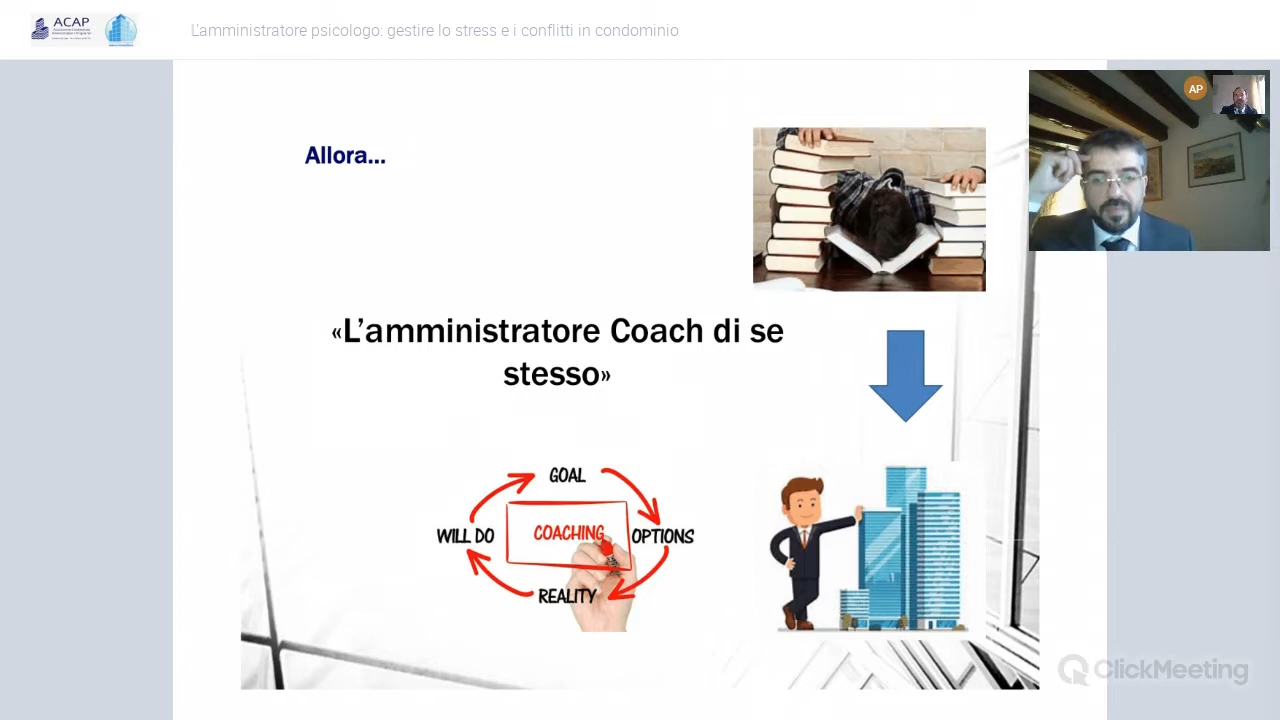 ACAP
L'amministratore psicologo: gestire lo stress e i conflitti in condominio
AP
Allora...
«L'amministratore Coach di se
stesso»
GOAL
WILL DO
COACHING
OPTIONS
REALITY
ClickMeeting